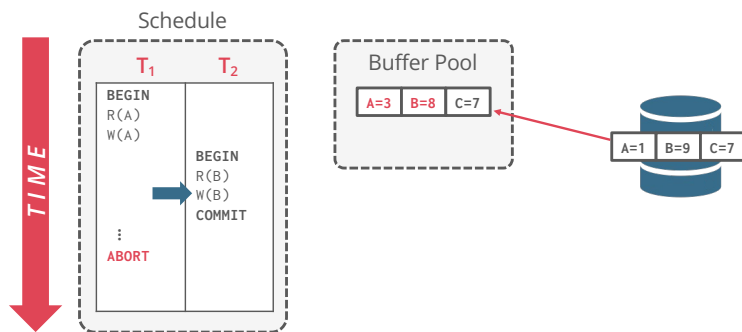 Schedule
TIME
T1 T2
BEGIN
R(A)
W(A)
BEGIN
R(B)
W(B)
COMMIT
⋮
ABORT
Buffer Pool
A=3 B=8 C=7
A=1 B=9 C=7